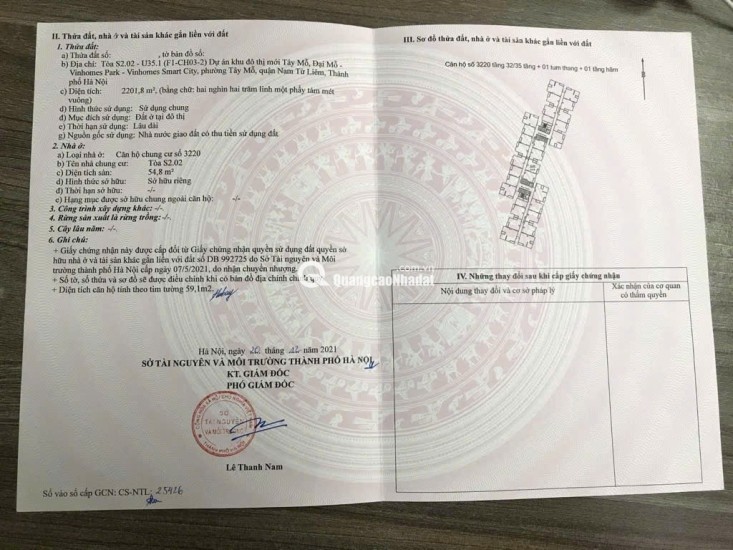 II. Thửa đất, nhà ở và tài sản khác gắn liền với đất
1. Thửa đất:
a) Thửa đất số: , tờ bản đồ số:
b) Địa chỉ: Tòa S2.02 - U35.1 (F1-CH03-2) Dự án khu đô thị mới Tây Mỗ, Đại Mỗ -
Vinhomes Park - Vinhomes Smart City, phường Tây Mỗ, quận Nam Từ Liêm, Thành
phố Hà Nội
c) Diện tích: 2201,8 m², (bằng chữ: hai nghìn hai trăm linh một phẩy tám mét
vuông)
d) Hình thức sử dụng: Sử dụng chung
đ) Mục đích sử dụng: Đất ở tại đô thị
e) Thời hạn sử dụng: Lâu dài
g) Nguồn gốc sử dụng: Nhà nước giao đất có thu tiền sử dụng đất
2. Nhà ở:
a) Loại nhà ở: Căn hộ chung cư số 3220
b) Tên nhà chung cư: Tòa S2.02
c) Diện tích sàn: 54,8 m²
d) Hình thức sở hữu: Sở hữu riêng
đ) Thời hạn sở hữu: -/-
e) Hạng mục được sở hữu chung ngoài căn hộ: -/-
3. Công trình xây dựng khác: -/-
4. Rừng sản xuất là rừng trồng: -/-
5. Cây lâu năm: -/-
6. Ghi chú:
+ Giấy chứng nhận này được cấp đổi từ Giấy chứng nhận quyền sử dụng đất quyền sở
hữu nhà ở và tài sản khác gắn liền với đất số DB 992725 do Sở Tài nguyên và Môi
trường thành phố Hà Nội cấp ngày 07/5/2021, do nhận chuyển nhượng.
+ Số tờ, số thửa và sơ đồ sẽ được điều chỉnh khi có bản đồ địa chính
+ Diện tích căn hộ tính theo tim tường 59,1m2
Hà Nội, ngày tháng năm 2021
SỞ TÀI NGUYÊN VÀ MÔI TRƯỜNG THÀNH PHỐ HÀ NỘI
KT. GIÁM ĐỐC
PHÓ GIÁM ĐỐC
SỞ
TÀI NGUYÊN
VÀ MÔI TRƯỜNG
Lê Thanh Nam
Số vào sổ cấp GCN: CS-NTL: 25926
III. Sơ đồ thửa đất, nhà ở và tài sản khác gắn liền với đất
Căn hộ số 3220 tầng 32/35 tầng + 01 tum thang + 01 tầng hầm
QuangcaoNhadat
.com.vn
IV. Những thay đổi sau khi cấp giấy chứng nhận
Nội dung thay đổi và cơ sở pháp lý
Xác nhận của cơ quan
có thẩm quyền